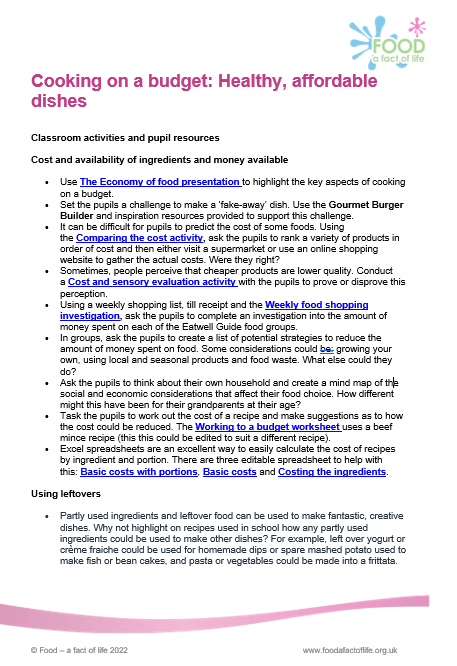 FOOD
a fact of life
Cooking on a budget: Healthy, affordable
dishes
Classroom activities and pupil resources
Cost and availability of ingredients and money available
• Use The Economy of food presentation to highlight the key aspects of cooking
on a budget.
• Set the pupils a challenge to make a 'fake-away' dish. Use the Gourmet Burger
Builder and inspiration resources provided to support this challenge.
• It can be difficult for pupils to predict the cost of some foods. Using
the Comparing the cost activity, ask the pupils to rank a variety of products in
order of cost and then either visit a supermarket or use an online shopping
website to gather the actual costs. Were they right?
• Sometimes, people perceive that cheaper products are lower quality. Conduct
a Cost and sensory evaluation activity with the pupils to prove or disprove this
perception.
• Using a weekly shopping list, till receipt and the Weekly food shopping
investigation, ask the pupils to complete an investigation into the amount of
money spent on each of the Eatwell Guide food groups.
• In groups, ask the pupils to create a list of potential strategies to reduce the
amount of money spent on food. Some considerations could be: growing your
own, using local and seasonal products and food waste. What else could they
do?
• Ask the pupils to think about their own household and create a mind map of the
social and economic considerations that affect their food choice. How different
might this have been for their grandparents at their age?
• Task the pupils to work out the cost of a recipe and make suggestions as to how
the cost could be reduced. The Working to a budget worksheet uses a beef
mince recipe (this this could be edited to suit a different recipe).
• Excel spreadsheets are an excellent way to easily calculate the cost of recipes
by ingredient and portion. There are three editable spreadsheet to help with
this: Basic costs with portions, Basic costs and Costing the ingredients.
Using leftovers
• Partly used ingredients and leftover food can be used to make fantastic, creative
dishes. Why not highlight on recipes used in school how any partly used
ingredients could be used to make other dishes? For example, left over yogurt or
crème fraiche could be used for homemade dips or spare mashed potato used to
make fish or bean cakes, and pasta or vegetables could be made into a frittata.
© Food – a fact of life 2022
www.foodafactoflife.org.uk